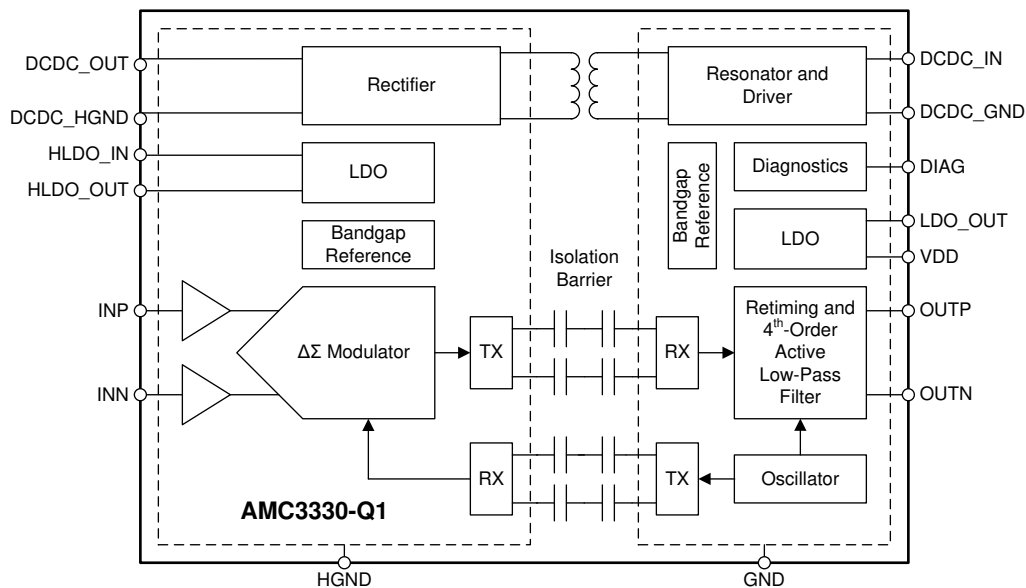 DCDC_OUT
DCDC_HGND
HLDO_IN
HLDO_OUT
INP
INN
Rectifier
LDO
Bandgap
Reference
ΔΣ Modulator
TX
RX
AMC3330-Q1
HGND
Isolation
Barrier
Resonator and
Driver
Bandgap
Reference
Diagnostics
LDO
RX
Retiming and
4th-Order
Active
Low-Pass
Filter
TX
Oscillator
DCDC_IN
DCDC_GND
DIAG
LDO_OUT
VDD
OUTP
OUTN
GND